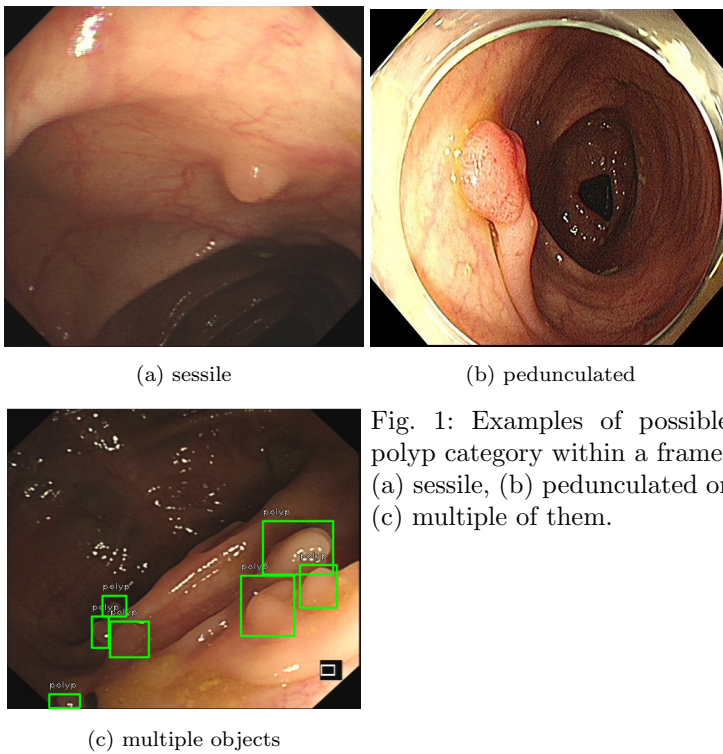 (a) sessile
(b) pedunculated
polyp
polyp
polyp
polyp
polyp
polyp
polyp
(c) multiple objects
Fig. 1: Examples of possible
polyp category within a frame
(a) sessile, (b) pedunculated or
(c) multiple of them.